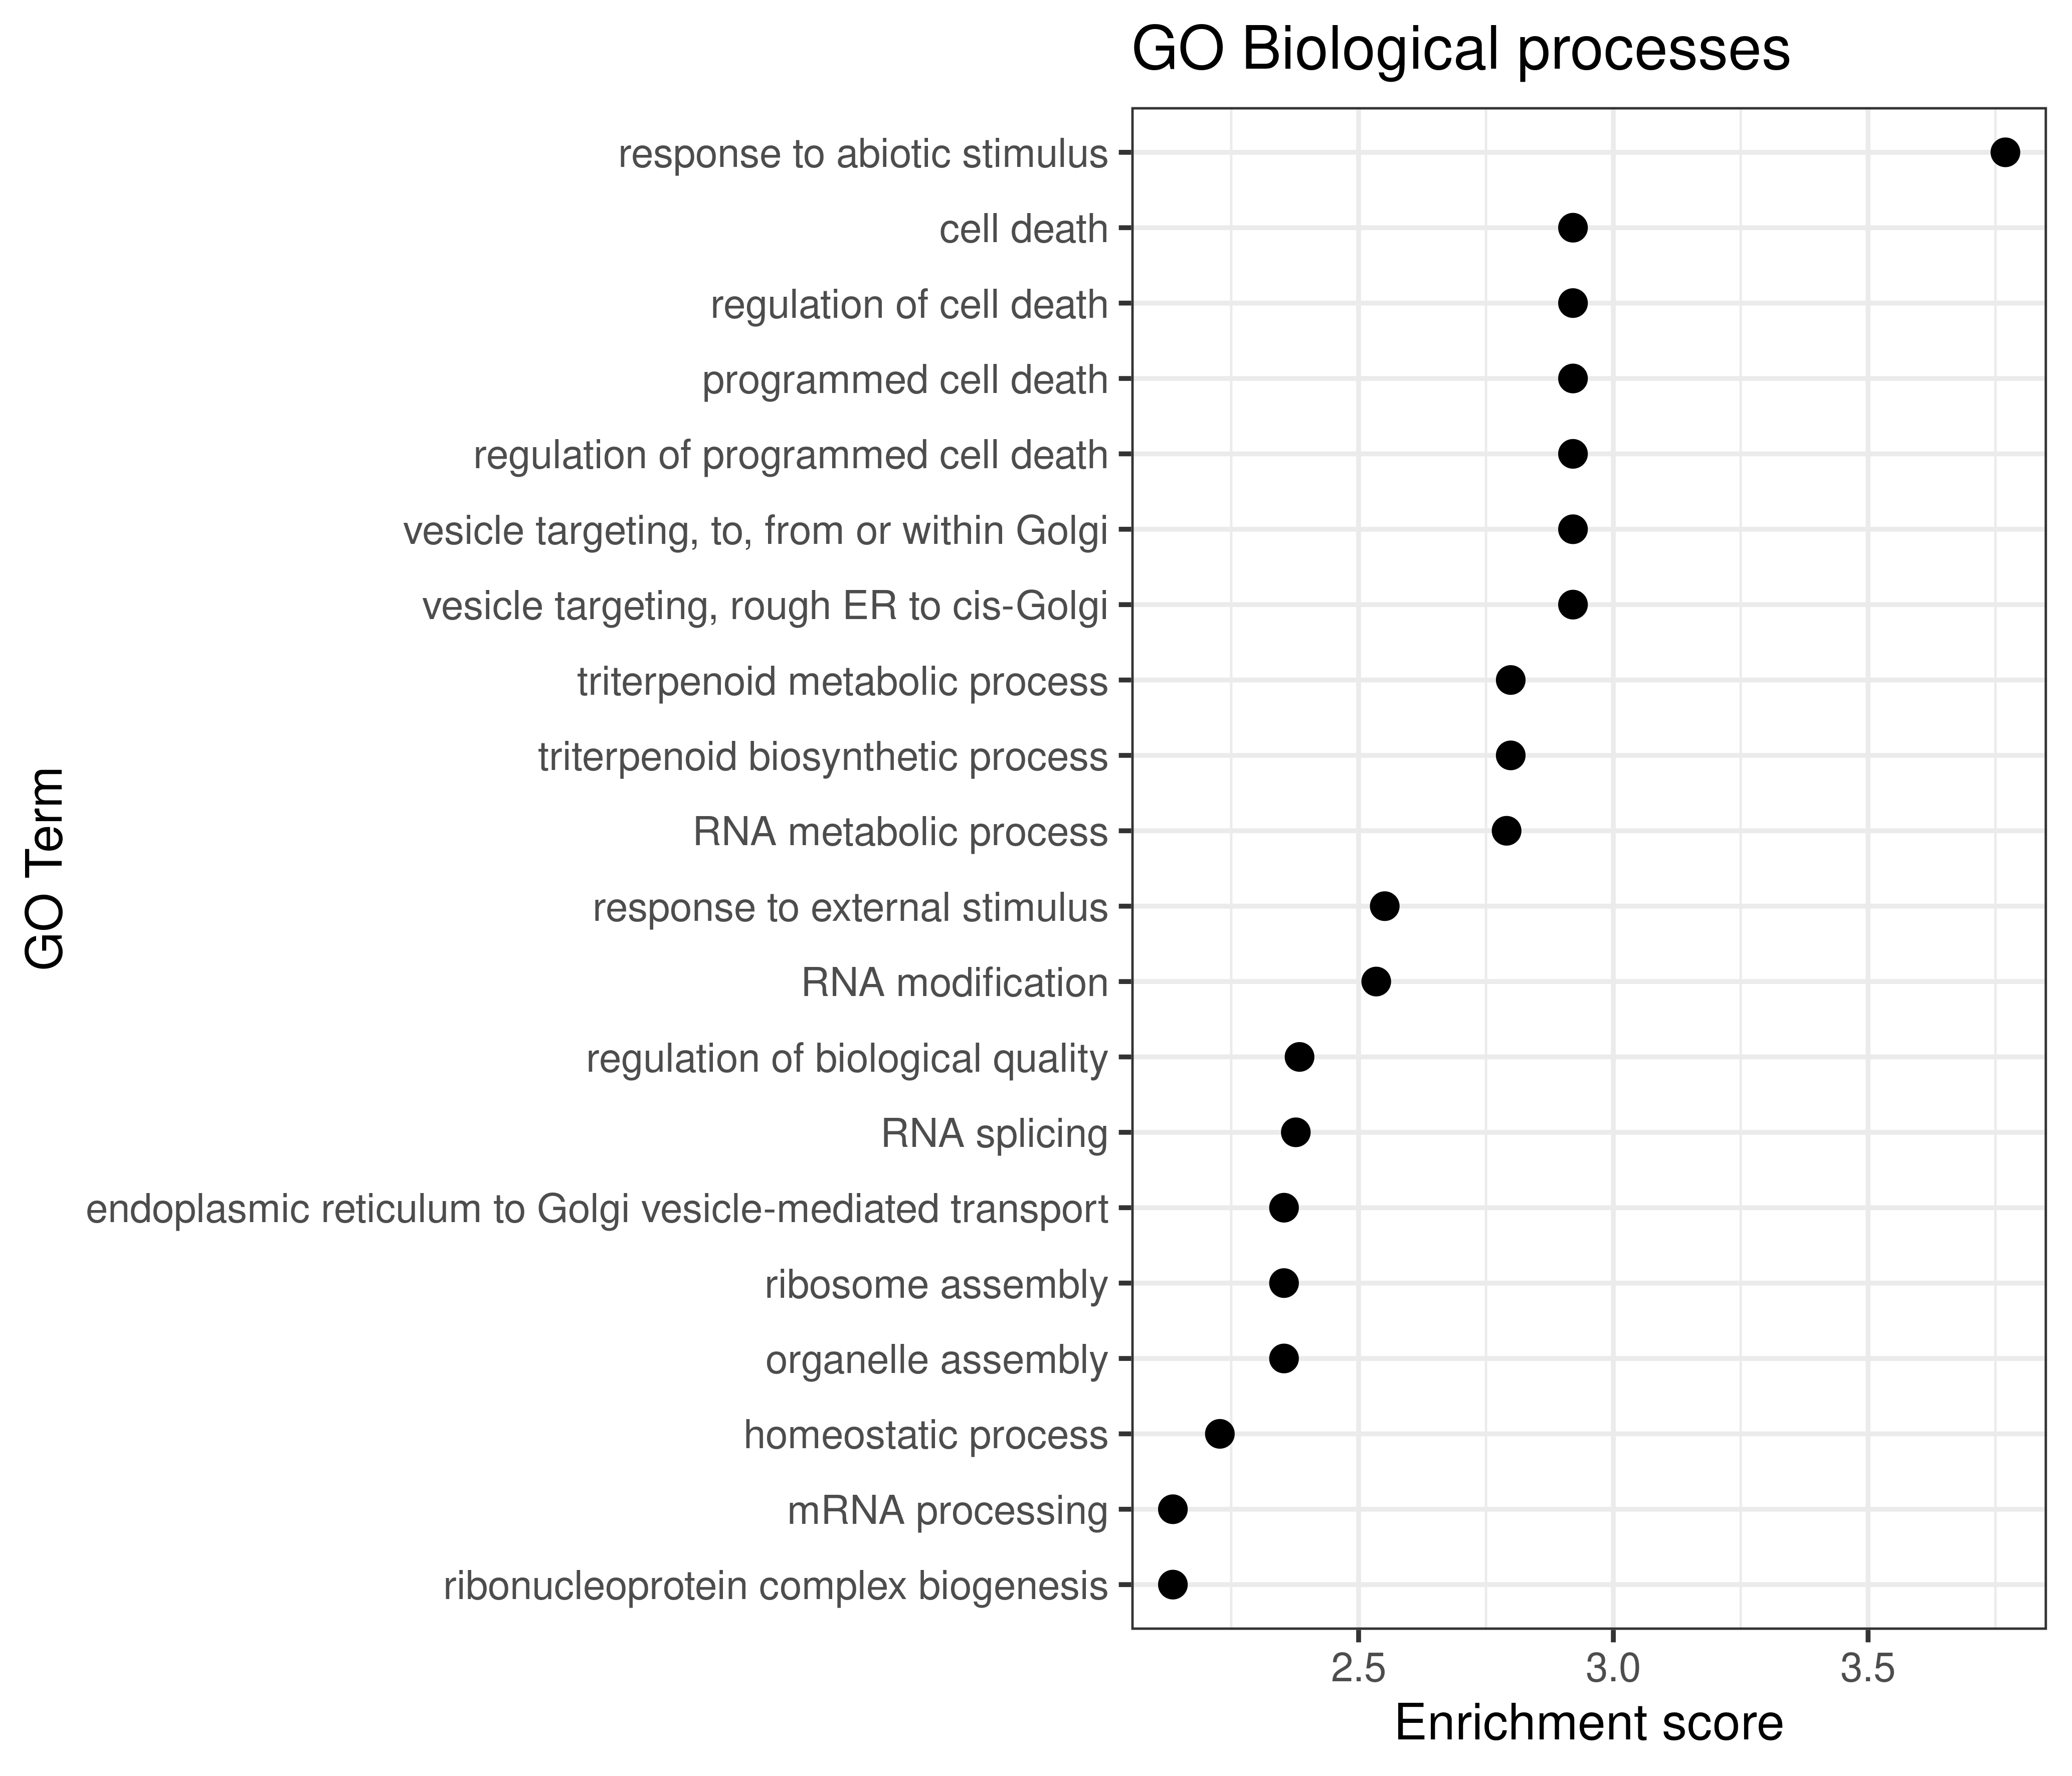 GO Biological processes
response to abiotic stimulus
cell death
regulation of cell death
programmed cell death
regulation of programmed cell death
vesicle targeting, to, from or within Golgi
vesicle targeting, rough ER to cis-Golgi
triterpenoid metabolic process
triterpenoid biosynthetic process
RNA metabolic process
response to external stimulus
RNA modification
regulation of biological quality
RNA splicing
endoplasmic reticulum to Golgi vesicle-mediated transport
ribosome assembly
organelle assembly
homeostatic process
mRNA processing
ribonucleoprotein complex biogenesis
GO Term
2.5 3.0 3.5
Enrichment score